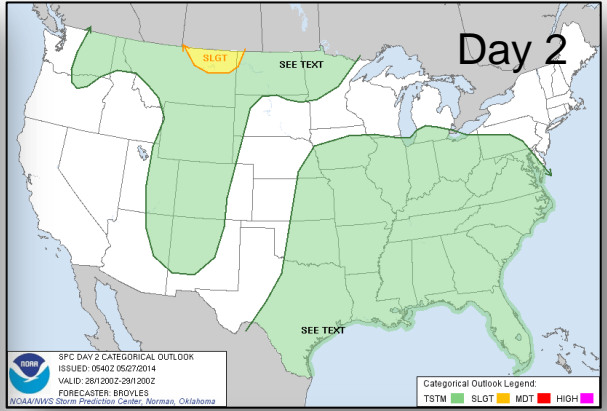 Day 2
SLGT
SEE TEXT
SEE TEXT
NOAA
SPC DAY 2 CATEGORICAL OUTLOOK
ISSUED: 0540Z 05/27/2014
VALID: 28/1200Z-29/1200Z
FORECASTER: BROYLES
NOAA/NWS Storm Prediction Center, Norman, Oklahoma
Categorical Outlook Legend:
TSTM SLGT MDT HIGH